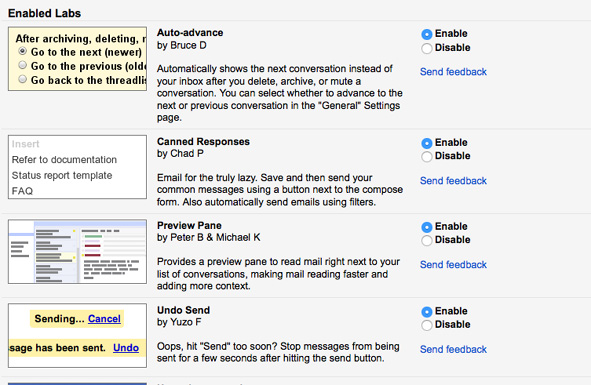 Enabled Labs
After archiving, deleting,
Go to the next (newer)
Go to the previous
Go back to the
Auto-advance
by Bruce D
Automatically shows the next conversation instead of
your inbox after you delete, archive, or mute a
conversation. You can select whether to advance to the
next or previous conversation in the "General" Settings
page.
Enable
Disable
Send feedback
Insert
Refer to documentation
Status report template
FAQ
Canned Responses
by Chad P
Email for the truly lazy. Save and then send your
common messages using a button next to the compose
form. Also automatically send emails using filters.
Enable
Disable
Send feedback
Preview Pane
by Peter B & Michael K
Provides a preview pane to read mail right next to your
list of conversations, making mail reading faster and
adding more context.
Enable
Disable
Send feedback
Sending... Cancel
ssage has been sent. Undo
Undo Send
by Yuzo F
Oops, hit "Send" too soon? Stop messages from being
sent for a few seconds after hitting the send button.
Enable
Disable
Send feedback